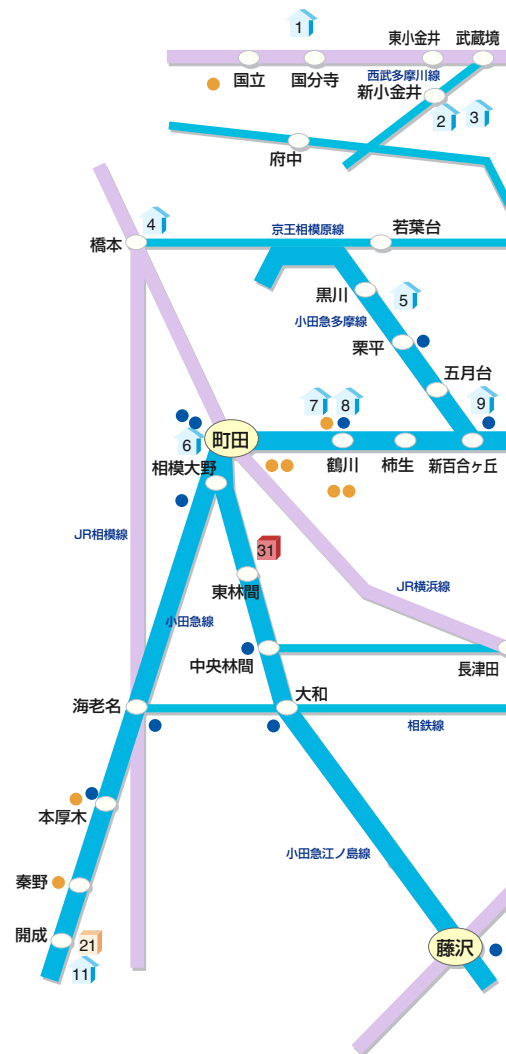 1
東小金井
武蔵境
国立
国分寺
西武多摩川線
新小金井
2
3
府中
4
京王相模原線
若葉台
橋本
黒川
5
小田急多摩線
栗平
五月台
7
8
9
6
町田
相模大野
鶴川
柿生
新百合ヶ丘
JR相模線
31
東林間
JR横浜線
小田急線
中央林間
長津田
海老名
大和
相鉄線
本厚木
小田急江ノ島線
秦野
開成
21
11
藤沢